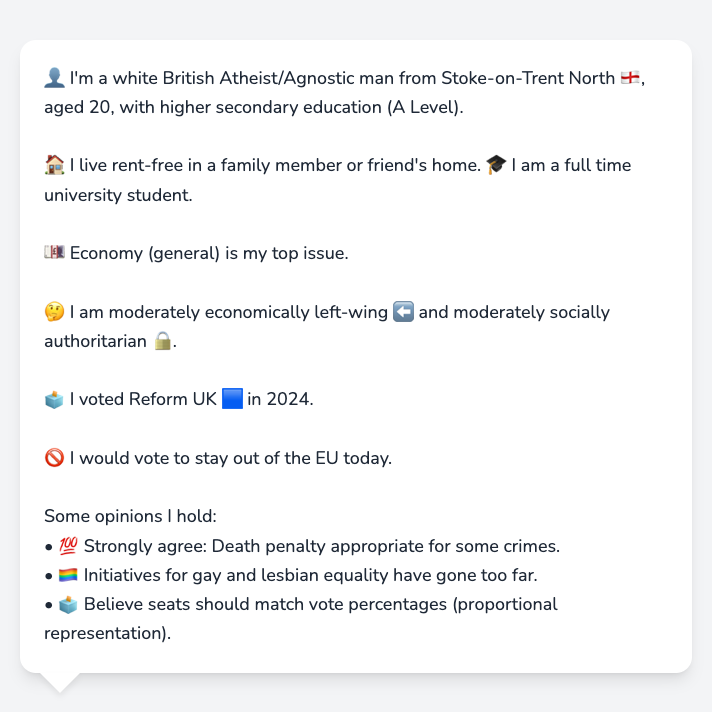 👤 I'm a white British Atheist/Agnostic man from Stoke-on-Trent North 🏴󠁧󠁢󠁥󠁮󠁧󠁿,
aged 20, with higher secondary education (A Level).
🏠 I live rent-free in a family member or friend's home. 🎓 I am a full time
university student.
💷 Economy (general) is my top issue.
🤔 I am moderately economically left-wing ⬅️ and moderately socially
authoritarian 🔒.
🗳️ I voted Reform UK 🟦 in 2024.
🚫 I would vote to stay out of the EU today.
Some opinions I hold:
• 💯 Strongly agree: Death penalty appropriate for some crimes.
• 🏳️‍🌈 Initiatives for gay and lesbian equality have gone too far.
• 🗳️ Believe seats should match vote percentages (proportional
representation).